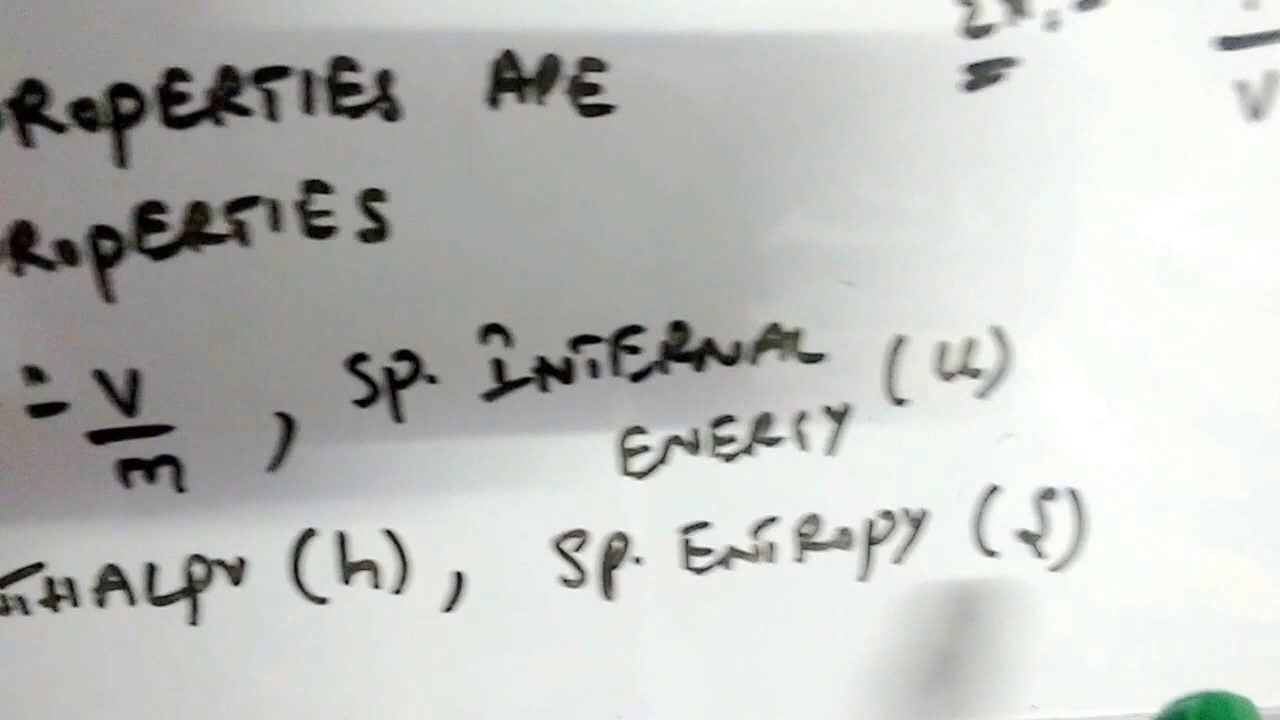 ROPERTIES ARE
ROPERTIES
= V/m , SP. INTERNAL (u)
ENERGY
THALPY (h), SP. ENTROPY (s)
V